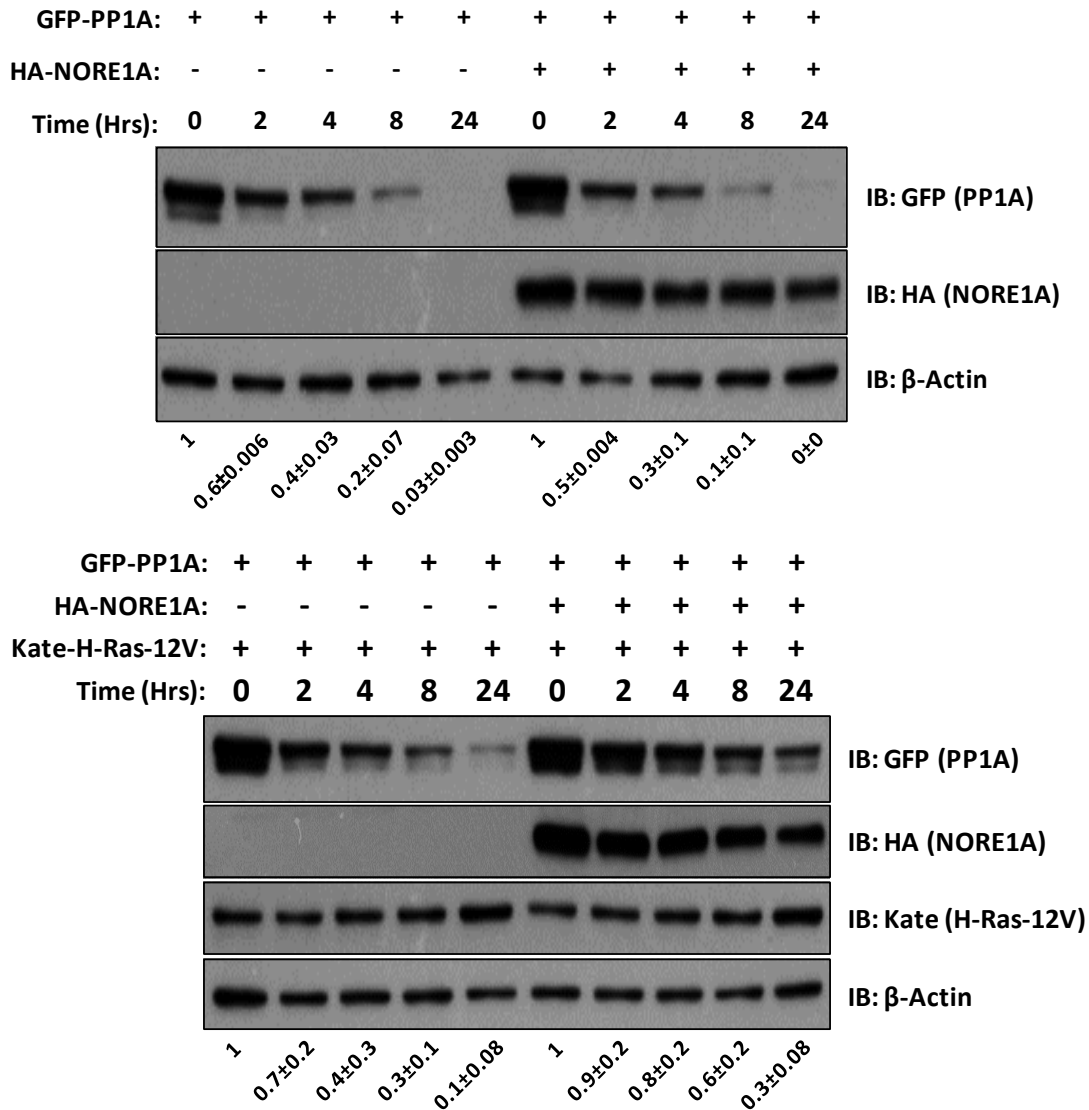 GFP-PP1A: + + + + + + + + + +
HA-NORE1A: - - - - - + + + + +
Time (Hrs): 0 2 4 8 24 0 2 4 8 24
IB: GFP (PP1A)
IB: HA (NORE1A)
IB: β-Actin
1 0.6±0.006 0.4±0.03 0.2±0.07 0.03±0.003 1 0.5±0.004 0.3±0.1 0.1±0.1 0±0
GFP-PP1A: + + + + + + + + + +
HA-NORE1A: - - - - - + + + + +
Kate-H-Ras-12V: + + + + + + + + + +
Time (Hrs): 0 2 4 8 24 0 2 4 8 24
IB: GFP (PP1A)
IB: HA (NORE1A)
IB: Kate (H-Ras-12V)
IB: β-Actin
1 0.7±0.2 0.4±0.3 0.3±0.1 0.1±0.08 1 0.9±0.2 0.8±0.2 0.6±0.2 0.3±0.08